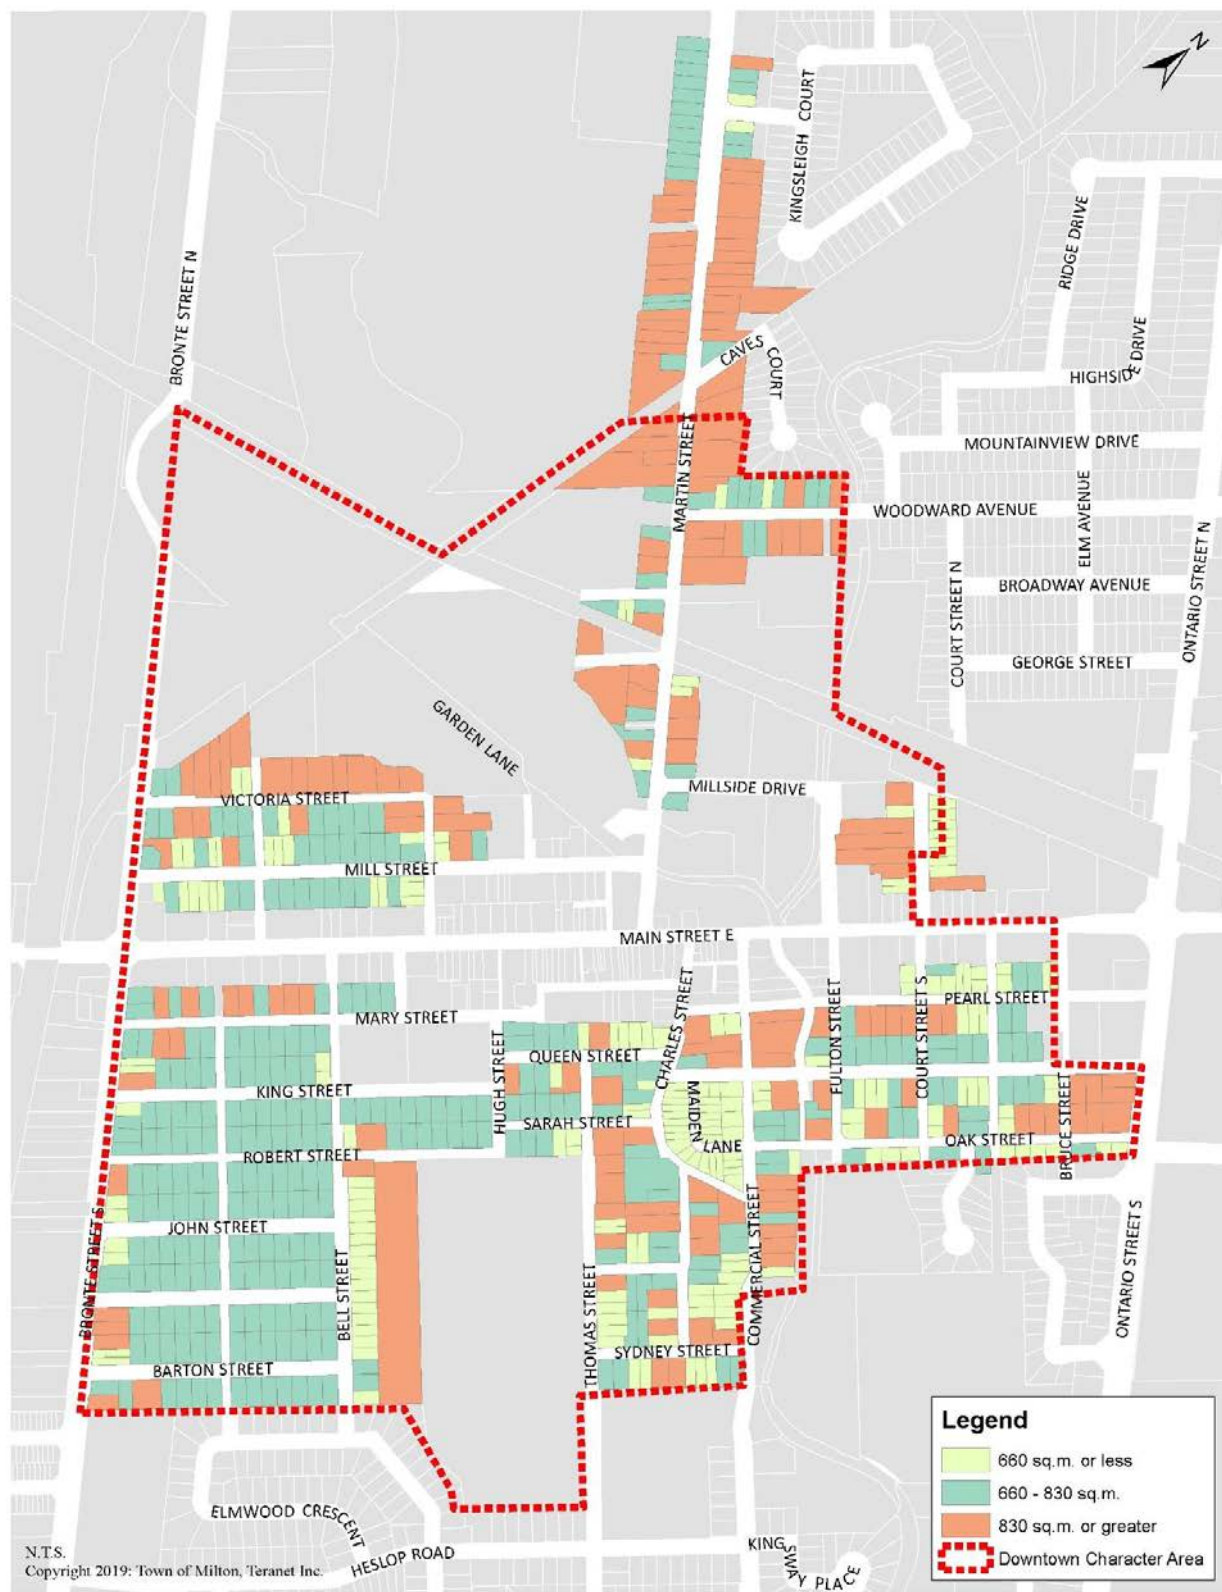 N
KINGSLEIGH COURT
RIDGE DRIVE
BRONTE STREET N
CAVES COURT
HIGHSIDE DRIVE
MARTIN STREET
MOUNTAINVIEW DRIVE
WOODWARD AVENUE
ELM AVENUE
BROADWAY AVENUE
COURT STREET N
ONTARIO STREET N
GEORGE STREET
GARDEN LANE
MILLSIDE DRIVE
VICTORIA STREET
MILL STREET
MAIN STREET E
CHARLES STREET
PEARL STREET
MARY STREET
HUGH STREET
QUEEN STREET
FULTON STREET
COURT STREET S
KING STREET
MAIDEN LANE
SARAH STREET
BRUCE STREET
OAK STREET
ROBERT STREET
JOHN STREET
BRONTE STREET S
BELL STREET
THOMAS STREET
COMMERCIAL STREET
ONTARIO STREET S
SYDNEY STREET
BARTON STREET
ELMWOOD CRESCENT
HESLOP ROAD
KINGSWAY PLACE
Legend
660 sq.m. or less
660 - 830 sq.m.
830 sq.m. or greater
Downtown Character Area
N.T.S.
Copyright 2019: Town of Milton, Teranet Inc.